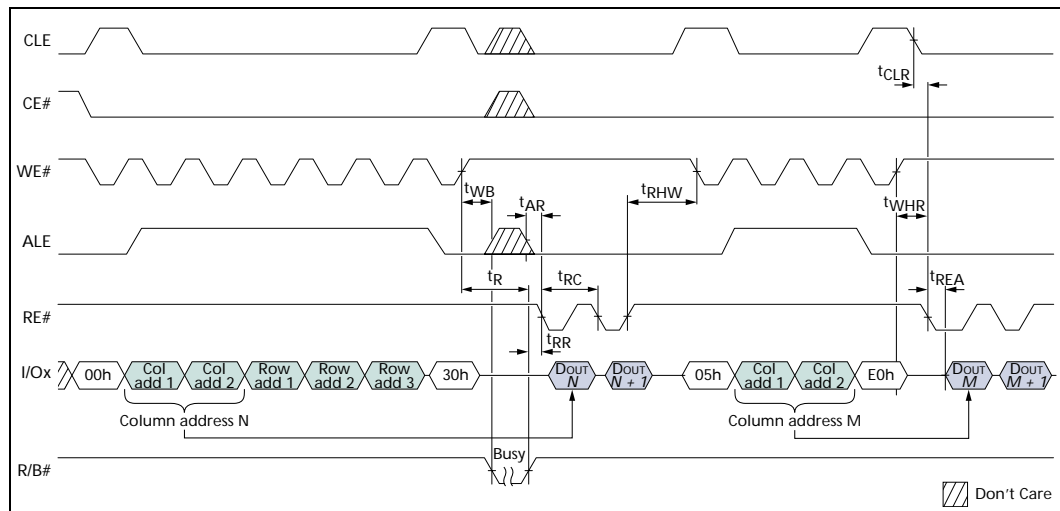 CLE
tCLR
CE#
WE#
tWB
tAR
tRHW
tWHR
ALE
tR
tRC
tREA
RE#
tRR
I/Ox
00h
Col add 1
Col add 2
Row add 1
Row add 2
Row add 3
30h
DOUT N
DOUT N + 1
05h
Col add 1
Col add 2
E0h
DOUT M
DOUT M + 1
Column address N
Column address M
Busy
R/B#
Don't Care